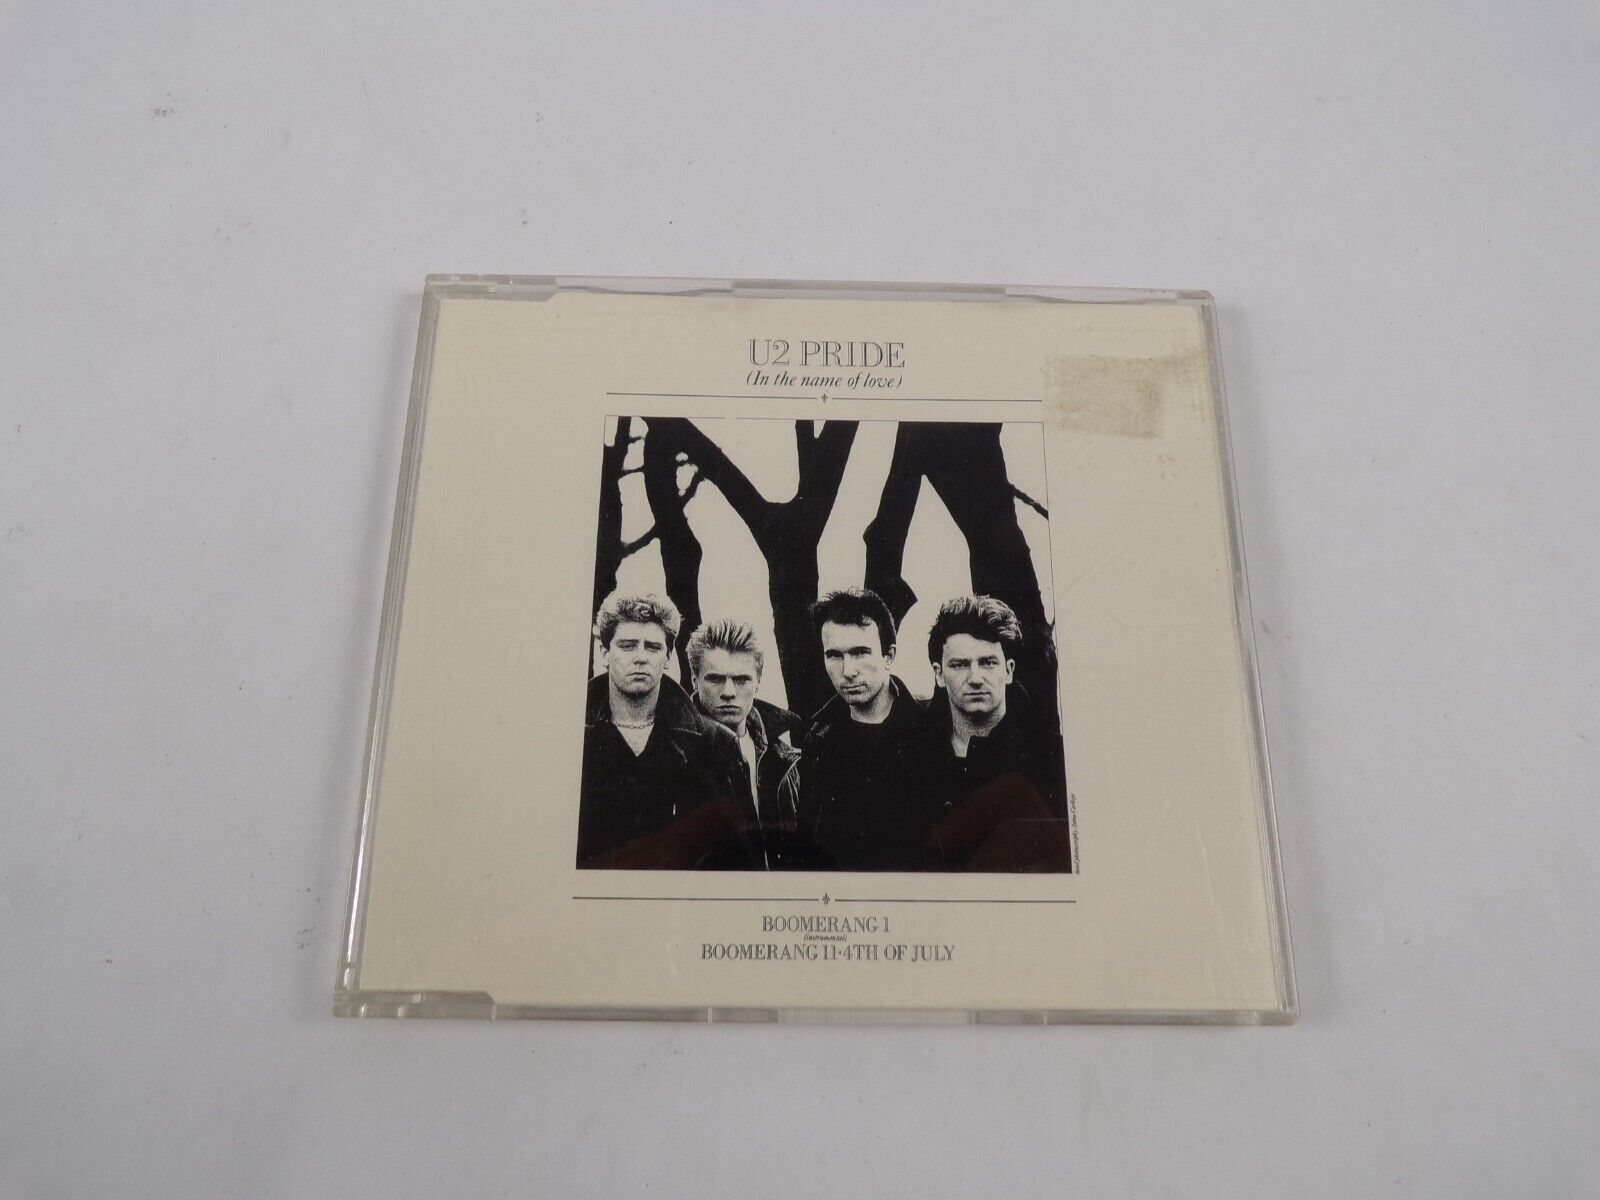 U2 PRIDE
(In the name of love)
BOOMERANG 1
(instrumental)
BOOMERANG 11·4TH OF JULY